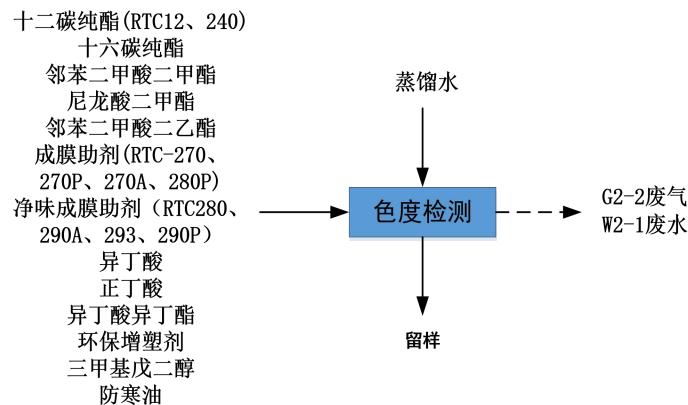 十二碳纯酯(RTC12、240)
十六碳纯酯
邻苯二甲酸二甲酯
尼龙酸二甲酯
邻苯二甲酸二乙酯
成膜助剂(RTC-270、
270P、270A、280P)
净味成膜助剂（RTC280、
290A、293、290P）
异丁酸
正丁酸
异丁酸异丁酯
环保增塑剂
三甲基戊二醇
防寒油
蒸馏水
色度检测
G2-2废气
W2-1废水
留样